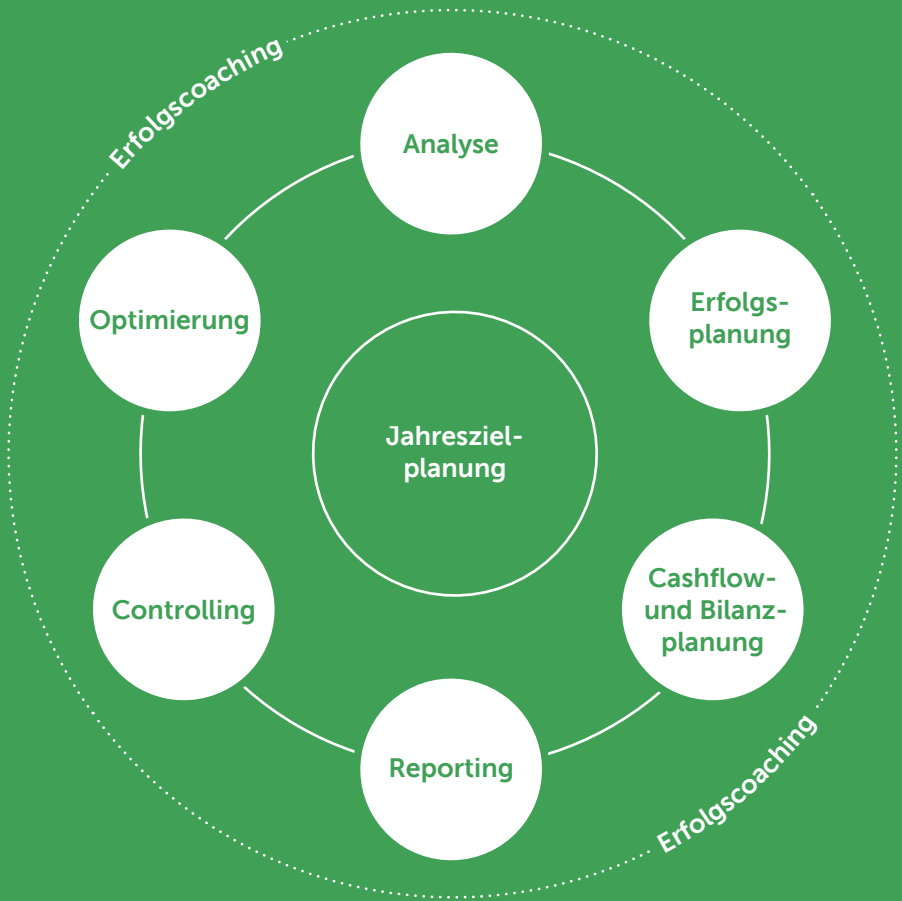 Erfolgscoaching
Analyse
Erfolgs-
planung
Optimierung
Jahresziel-
planung
Cashflow-
und Bilanz-
planung
Controlling
Reporting
Erfolgscoaching